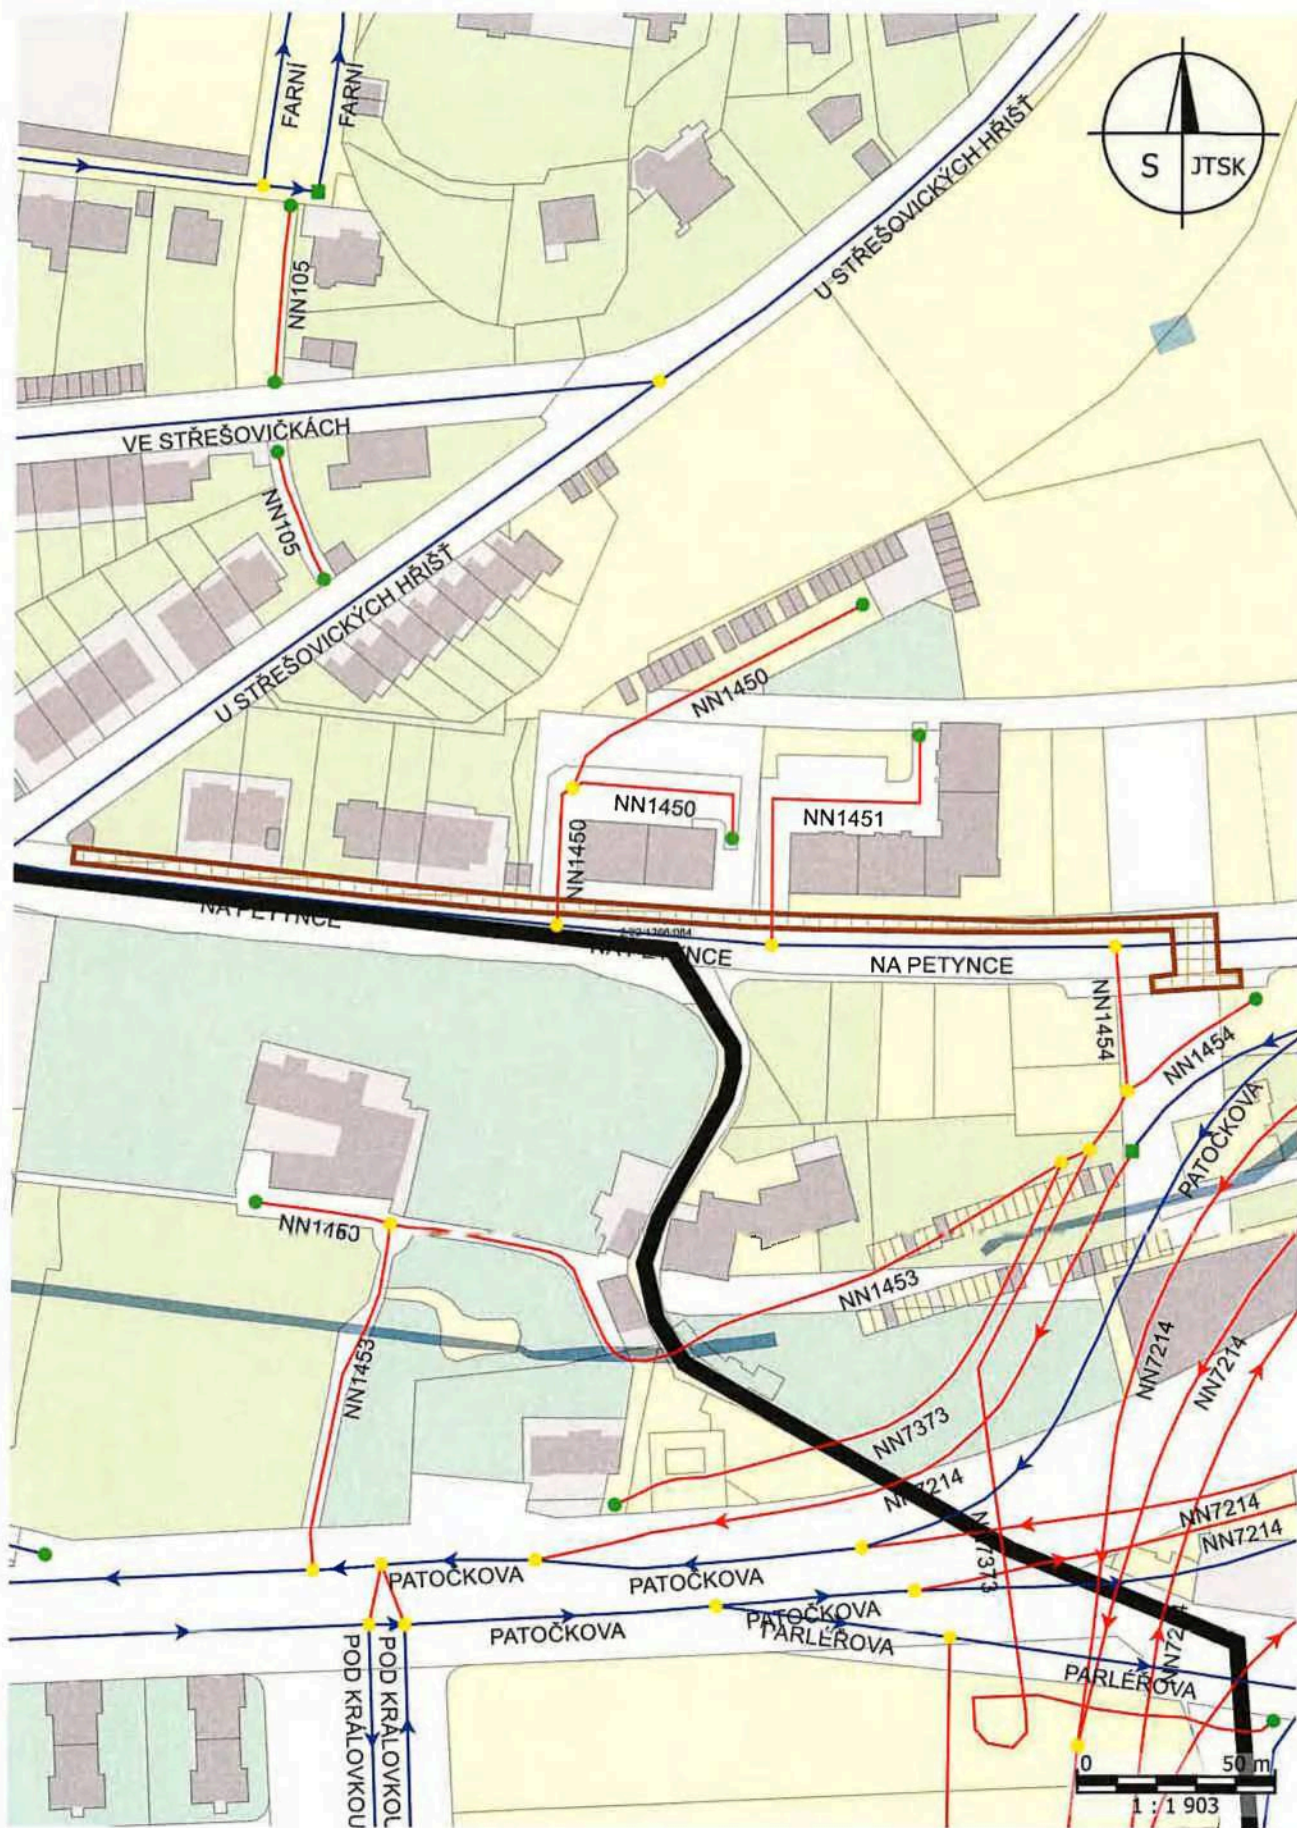 FARNÍ
FARNÍ
S JTSK
U STŘEŠOVICKÝCH HŘIŠŤ
NN105
VE STŘEŠOVIČKÁCH
NN105
U STŘEŠOVICKÝCH HŘIŠŤ
NN1450
NN1450
NN1451
NN1450
NA PETYNCE
NA PETYNCE
NA PETYNCE
NN1454
NN1454
PATOČKOVA
NN1453
NN1453
NN7214
NN7214
NN7373
NN7214
NN7214
NN7214
NN7373
PATOČKOVA
PATOČKOVA
PATOČKOVA
PATOČKOVA
PARLÉŘOVA
PARLÉŘOVA
POD KRÁLOVKOU
POD KRÁLOVKOU
0 50 m
1 : 1 903